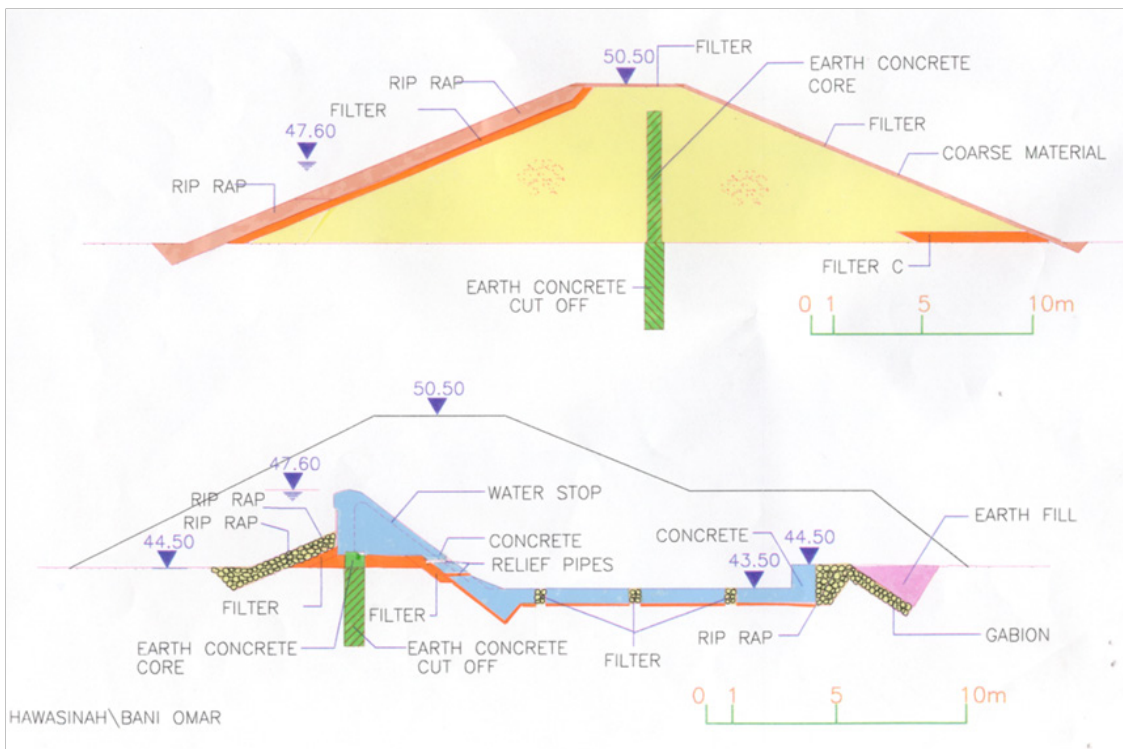 FILTER
50.50
EARTH CONCRETE
CORE
RIP RAP
FILTER
47.60
FILTER
COARSE MATERIAL
RIP RAP
FILTER C
EARTH CONCRETE
CUT OFF
0 1 5 10m
50.50
47.60
RIP RAP
WATER STOP
RIP RAP
44.50
CONCRETE
RELIEF PIPES
CONCRETE
44.50
43.50
EARTH FILL
FILTER
FILTER
EARTH CONCRETE
CORE
EARTH CONCRETE
CUT OFF
FILTER
RIP RAP
GABION
0 1 5 10m
HAWASINAH\BANI OMAR